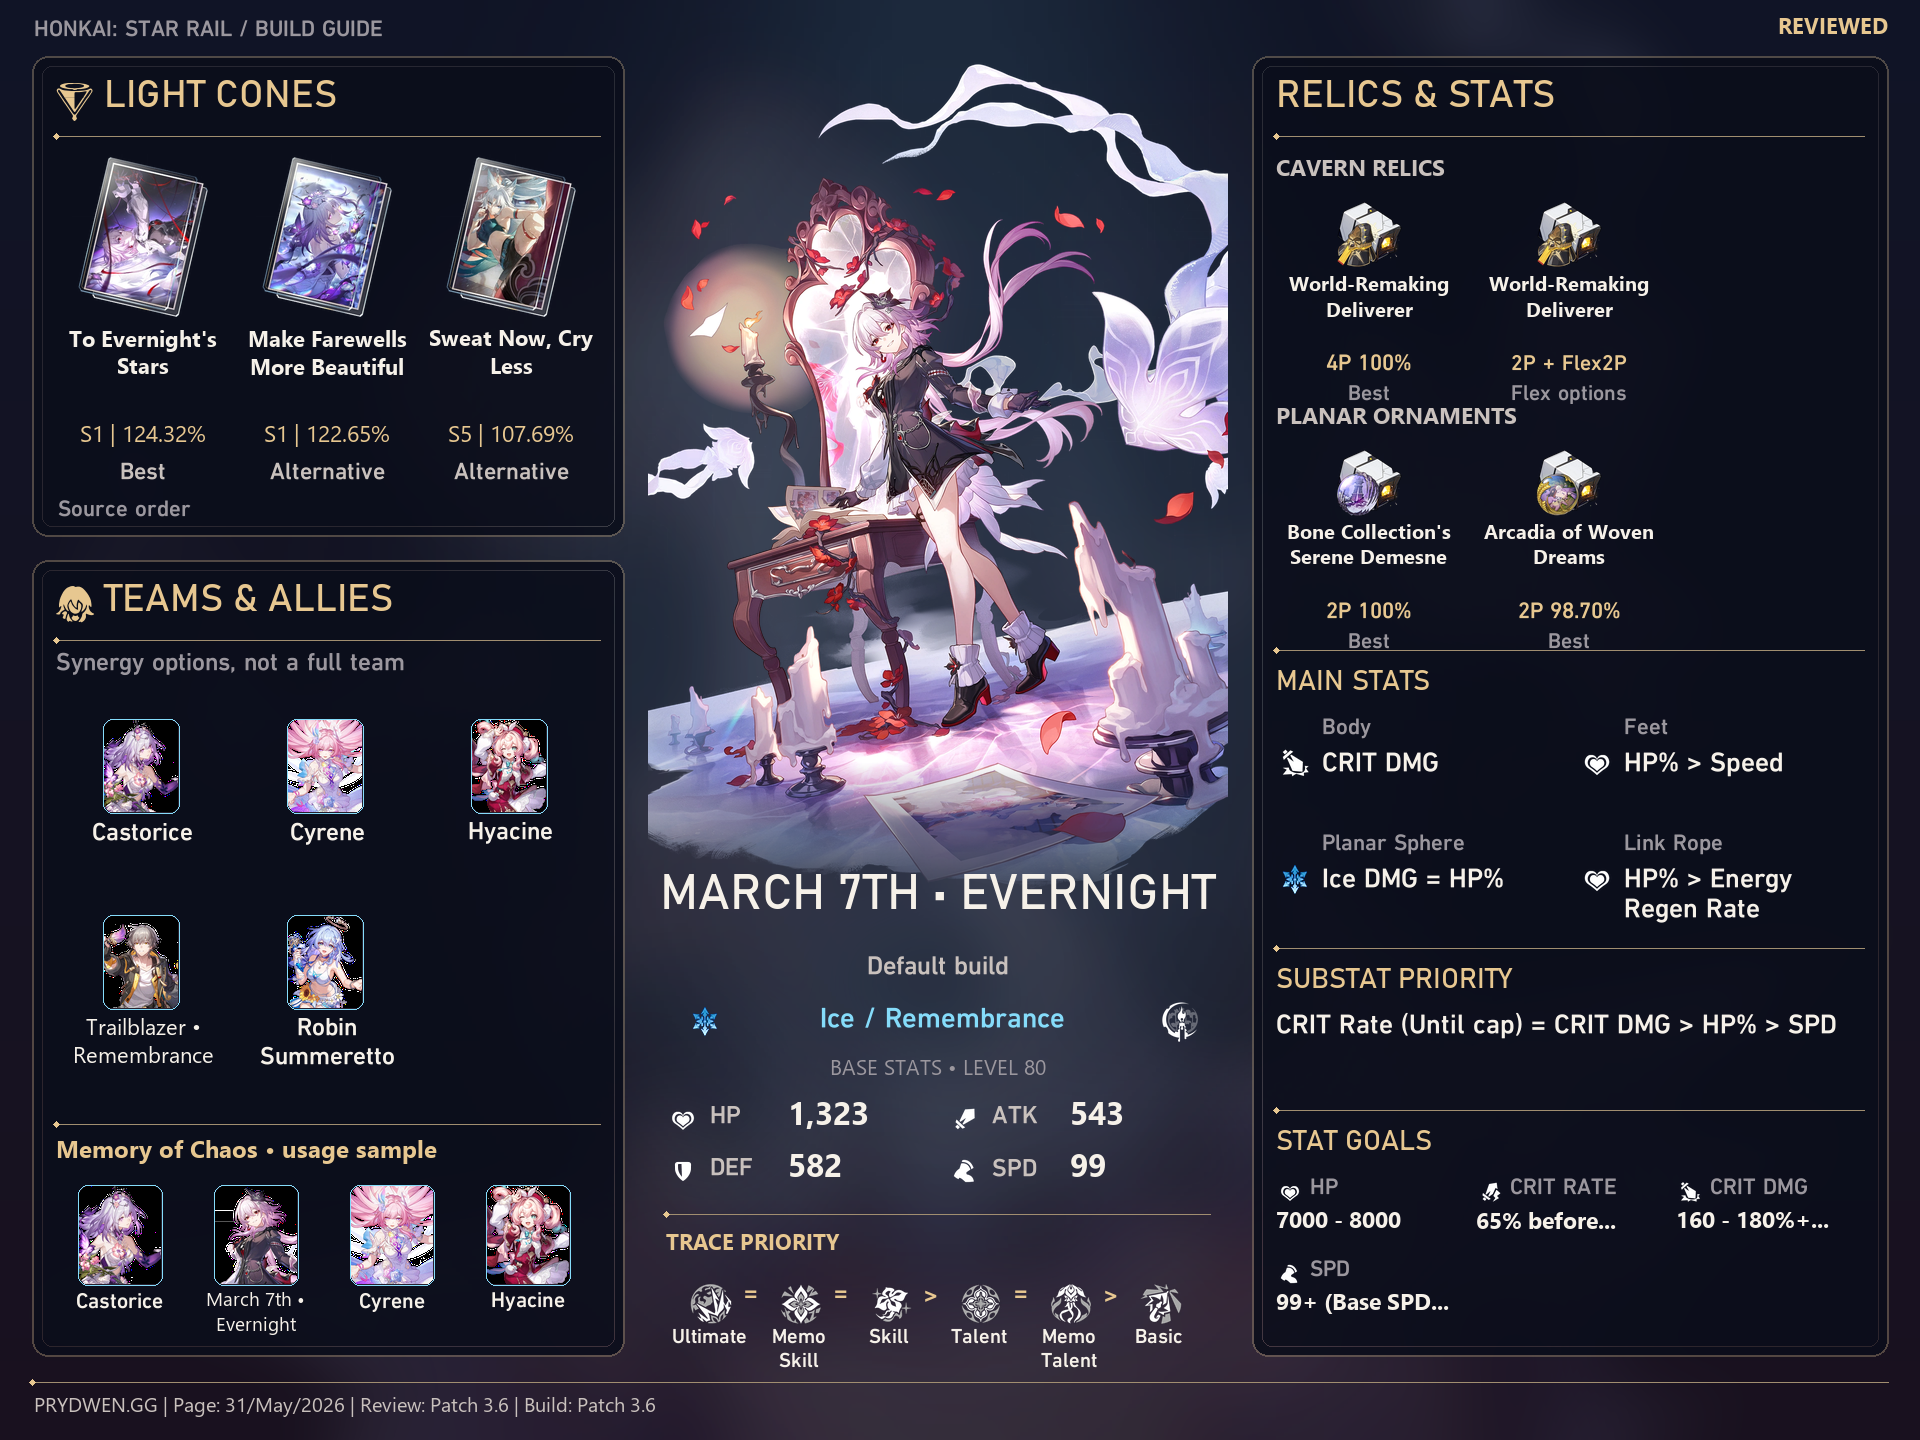 HONKAI: STAR RAIL / BUILD GUIDE
REVIEWED
LIGHT CONES
To Evernight's
Stars
S1 | 124.32%
Best
Make Farewells
More Beautiful
S1 | 122.65%
Alternative
Sweat Now, Cry
Less
S5 | 107.69%
Alternative
Source order
TEAMS & ALLIES
Synergy options, not a full team
Castorice
Cyrene
Hyacine
Trailblazer •
Remembrance
Robin
Summeretto
Memory of Chaos • usage sample
Castorice
March 7th •
Evernight
Cyrene
Hyacine
MARCH 7TH • EVERNIGHT
Default build
Ice / Remembrance
BASE STATS • LEVEL 80
HP 1,323
ATK 543
DEF 582
SPD 99
TRACE PRIORITY
Ultimate = Memo Skill = Skill > Talent = Memo Talent > Basic
RELICS & STATS
CAVERN RELICS
World-Remaking
Deliverer
4P 100%
Best
World-Remaking
Deliverer
2P + Flex2P
Flex options
PLANAR ORNAMENTS
Bone Collection's
Serene Demesne
2P 100%
Best
Arcadia of Woven
Dreams
2P 98.70%
Best
MAIN STATS
Body
CRIT DMG
Feet
HP% > Speed
Planar Sphere
Ice DMG = HP%
Link Rope
HP% > Energy
Regen Rate
SUBSTAT PRIORITY
CRIT Rate (Until cap) = CRIT DMG > HP% > SPD
STAT GOALS
HP
7000 - 8000
CRIT RATE
65% before...
CRIT DMG
160 - 180%+...
SPD
99+ (Base SPD...
PRYDWEN.GG | Page: 31/May/2026 | Review: Patch 3.6 | Build: Patch 3.6